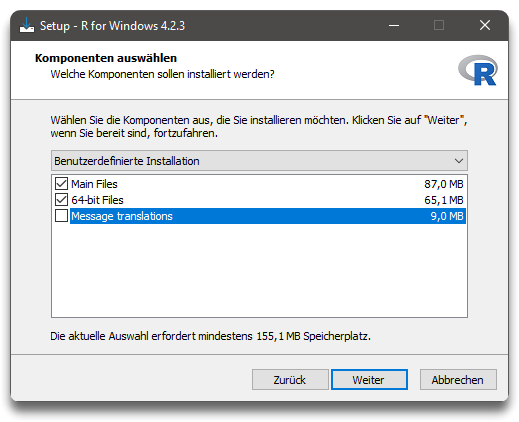 Setup - R for Windows 4.2.3
Komponenten auswählen
Welche Komponenten sollen installiert werden?
R
Wählen Sie die Komponenten aus, die Sie installieren möchten. Klicken Sie auf "Weiter",
wenn Sie bereit sind, fortzufahren.
Benutzerdefinierte Installation
Main Files 87,0 MB
64-bit Files 65,1 MB
Message translations 9,0 MB
Die aktuelle Auswahl erfordert mindestens 155,1 MB Speicherplatz.
Zurück Weiter Abbrechen